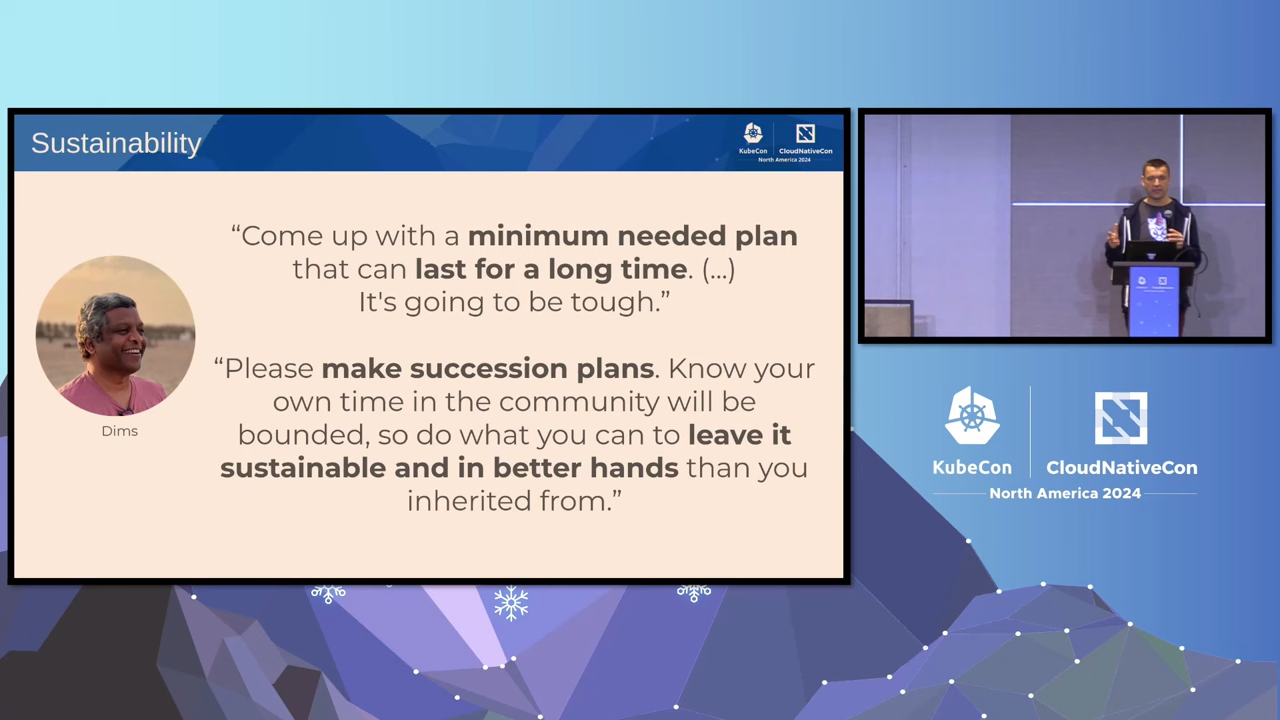 Sustainability
KubeCon
CloudNativeCon
North America 2024
“Come up with a minimum needed plan
that can last for a long time. (...)
It's going to be tough.”
“Please make succession plans. Know your
own time in the community will be
bounded, so do what you can to leave it
sustainable and in better hands than you
inherited from.”
Dims
KubeCon
CloudNativeCon
North America 2024